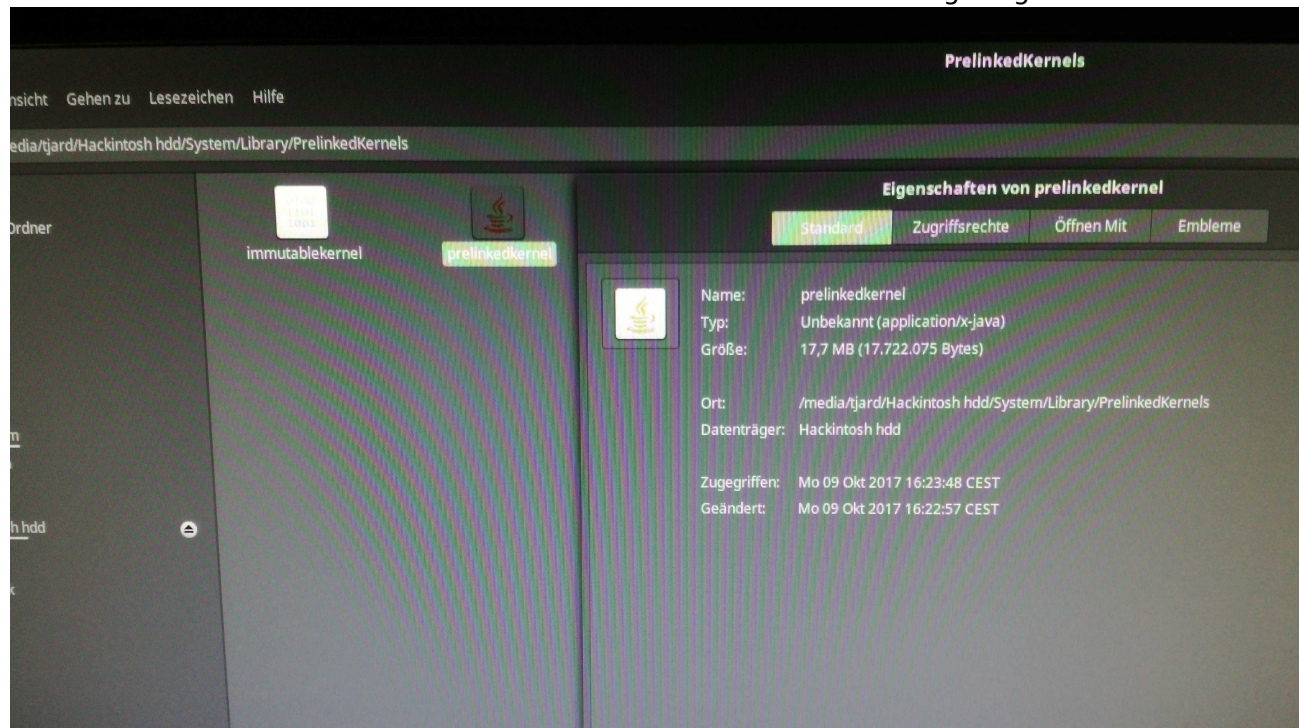 PrelinkedKernels
nsicht Gehen zu Lesezeichen Hilfe
edia/tjard/Hackintosh hdd/System/Library/PrelinkedKernels
Eigenschaften von prelinkedkernel
Standard Zugriffsrechte Öffnen Mit Embleme
Ordner
immutablekernel prelinkedkernel
Name: prelinkedkernel
Typ: Unbekannt (application/x-java)
Größe: 17,7 MB (17.722.075 Bytes)
Ort: /media/tjard/Hackintosh hdd/System/Library/PrelinkedKernels
Datenträger: Hackintosh hdd
Zugegriffen: Mo 09 Okt 2017 16:23:48 CEST
Geändert: Mo 09 Okt 2017 16:22:57 CEST
h hdd